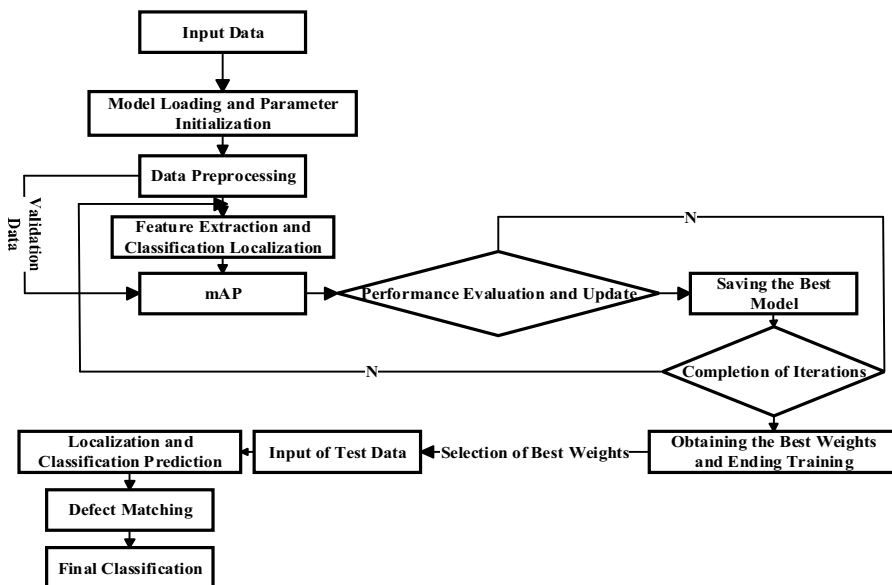 Input Data
Model Loading and Parameter
Initialization
Data Preprocessing
Validation
Data
Feature Extraction and
Classification Localization
N
mAP
Performance Evaluation and Update
Saving the Best
Model
N
Completion of Iterations
Localization and
Classification Prediction
Input of Test Data
Selection of Best Weights
Obtaining the Best Weights
and Ending Training
Defect Matching
Final Classification